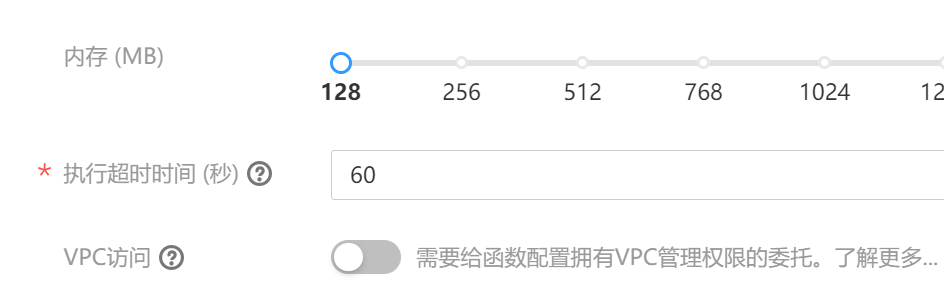 内存 (MB)
128 256 512 768 1024 12
* 执行超时时间 (秒) ?
60
VPC访问 ?
需要给函数配置拥有VPC管理权限的委托。了解更多...